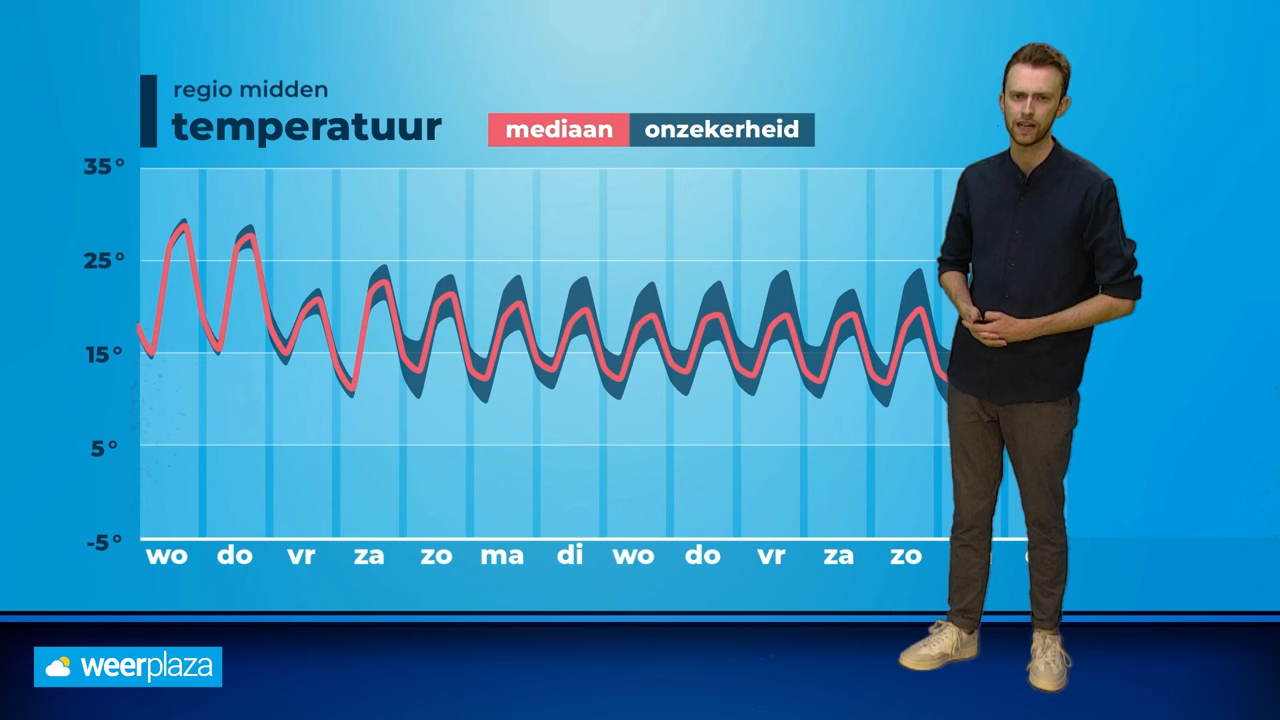 regio midden
temperatuur
mediaan onzekerheid
35°
25°
15°
5°
-5°
wo do vr za zo ma di wo do vr za zo
weerplaza